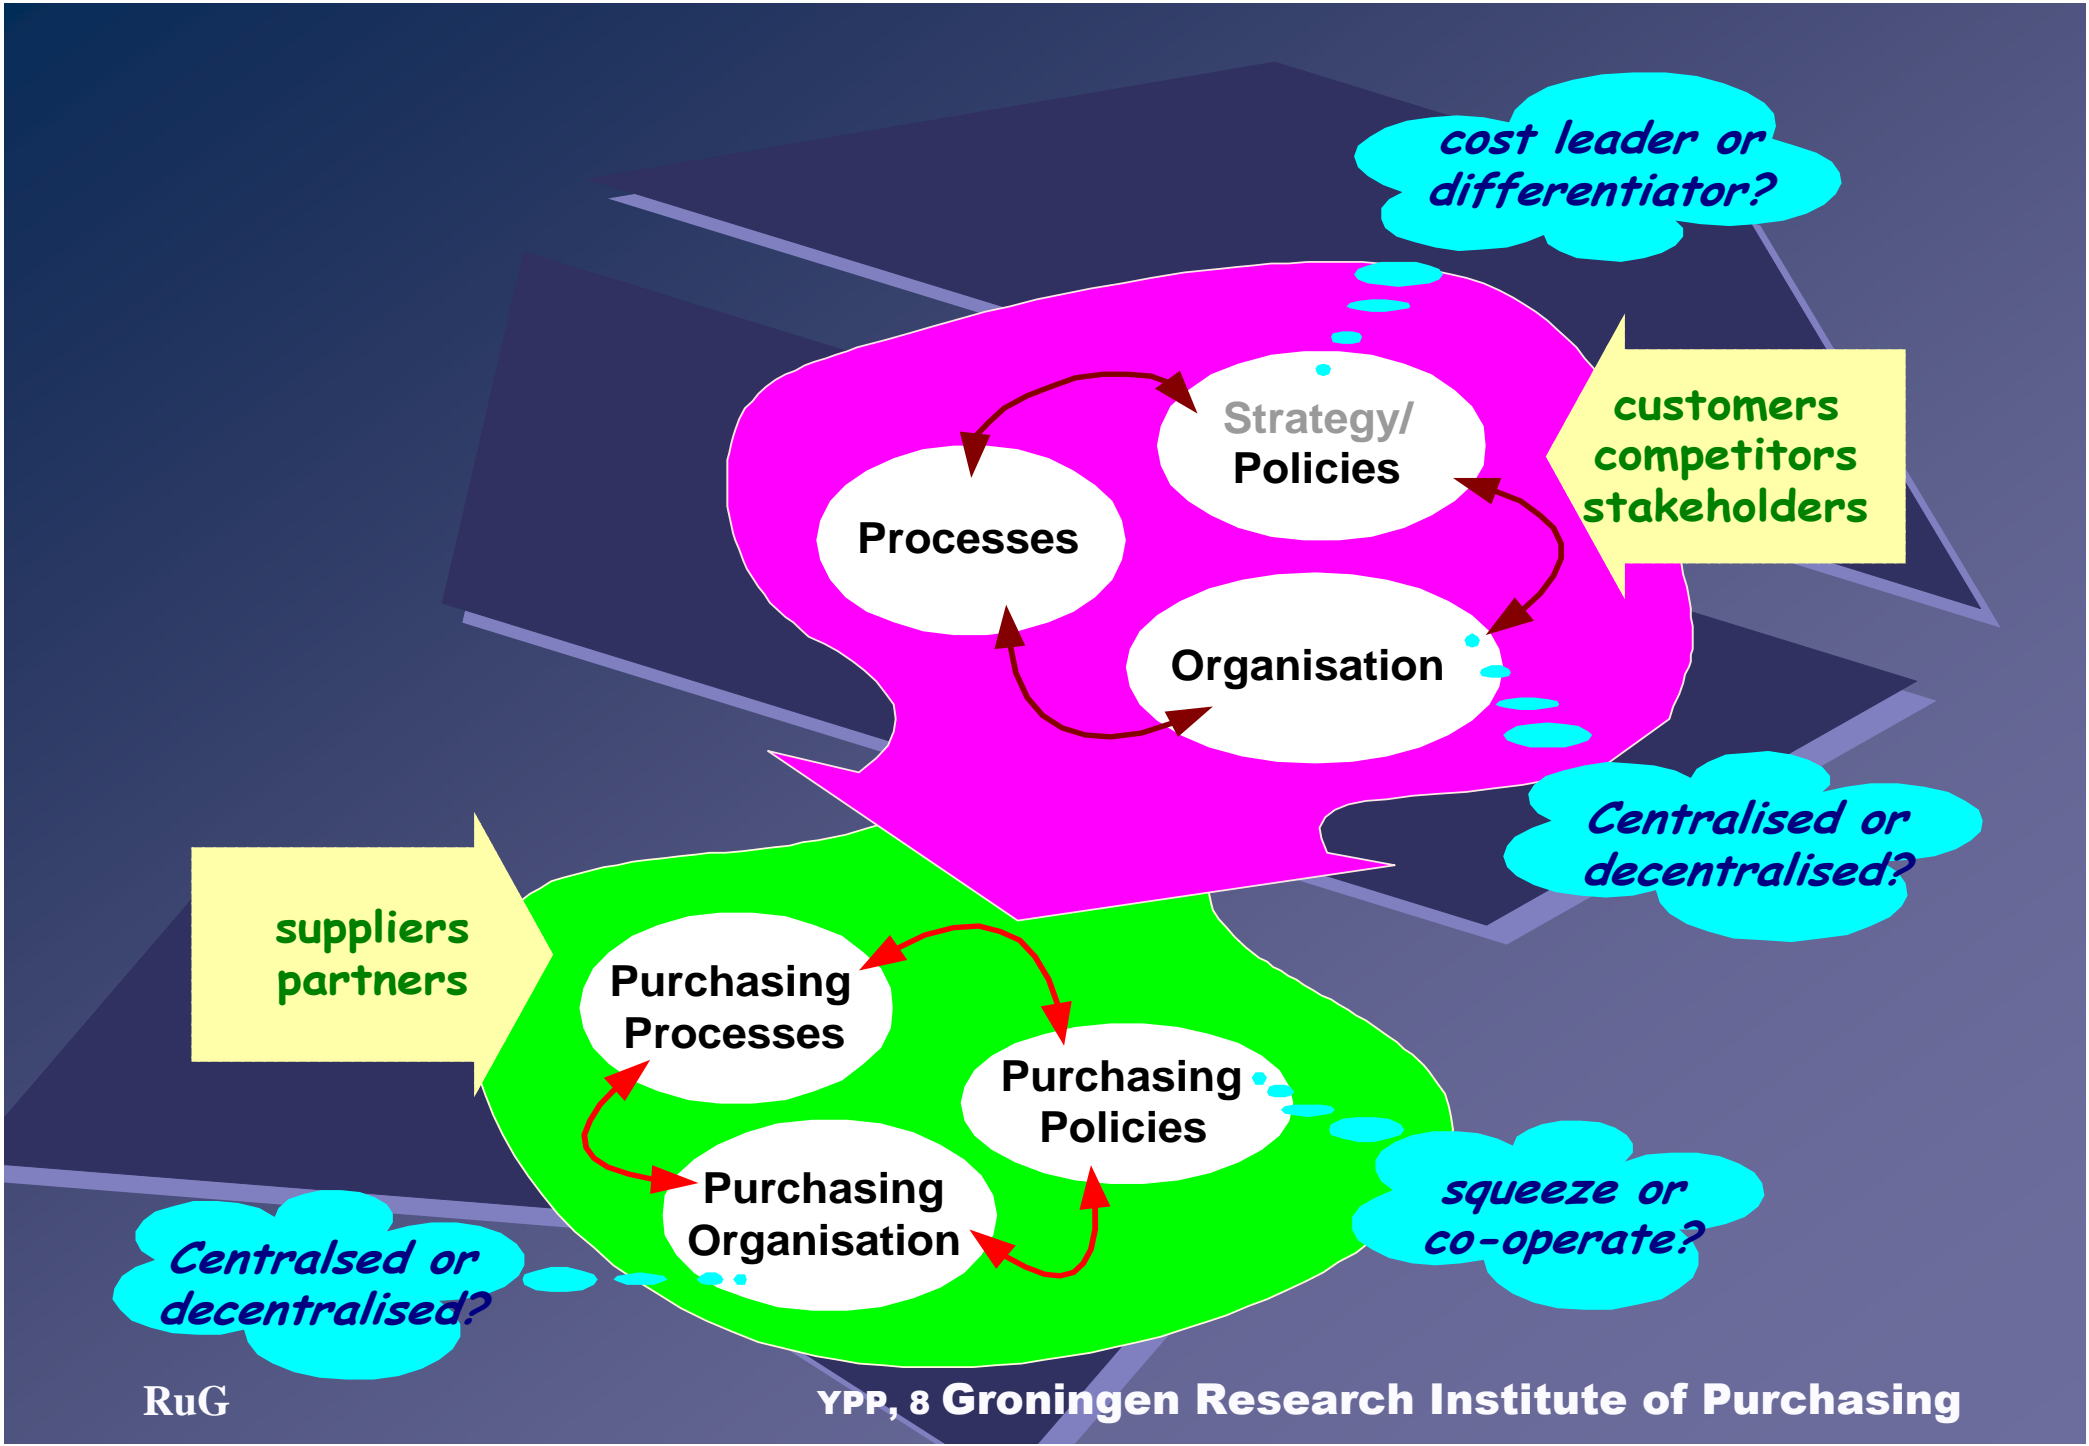 cost leader or
differentiator?
Strategy/
Policies
customers
competitors
stakeholders
Processes
Organisation
Centralised or
decentralised?
suppliers
partners
Purchasing
Processes
Purchasing
Policies
squeeze or
co-operate?
Purchasing
Organisation
Centralsed or
decentralised?
RuG
YPP, 8 Groningen Research Institute of Purchasing